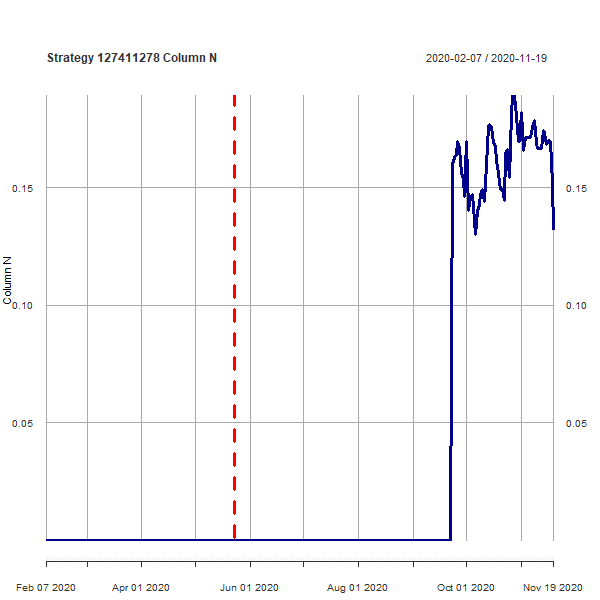 Strategy 127411278 Column N
2020-02-07 / 2020-11-19
0.15
0.15
Column N
0.10
0.10
0.05
0.05
Feb 07 2020
Apr 01 2020
Jun 01 2020
Aug 01 2020
Oct 01 2020
Nov 19 2020